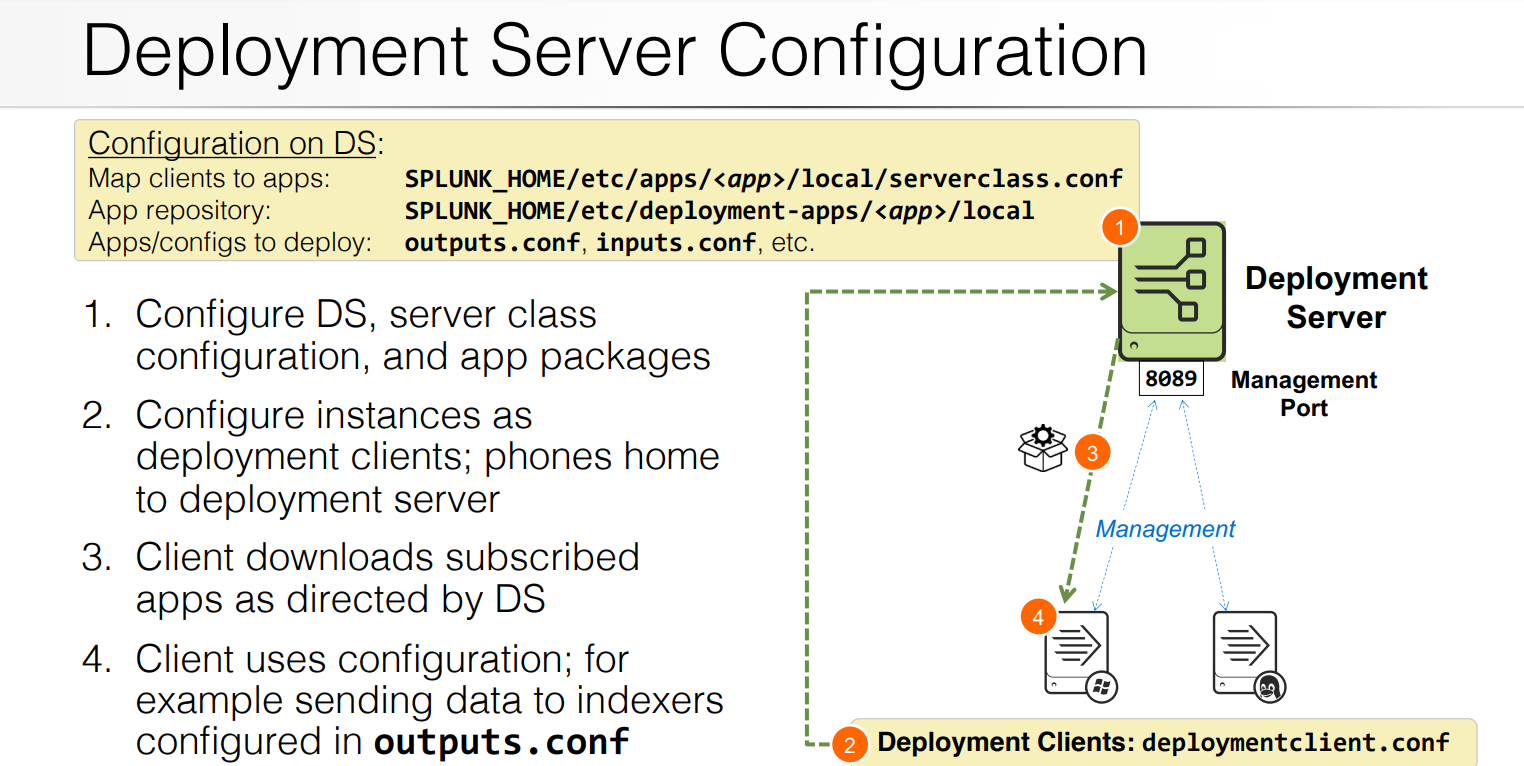 Deployment Server Configuration
Configuration on DS:
Map clients to apps: SPLUNK_HOME/etc/apps/<app>/local/serverclass.conf
App repository: SPLUNK_HOME/etc/deployment-apps/<app>/local
Apps/configs to deploy: outputs.conf, inputs.conf, etc.
1. Configure DS, server class
configuration, and app packages
2. Configure instances as
deployment clients; phones home
to deployment server
3. Client downloads subscribed
apps as directed by DS
4. Client uses configuration; for
example sending data to indexers
configured in outputs.conf
1
Deployment
Server
8089
Management
Port
3
Management
4
2
Deployment Clients: deploymentclient.conf